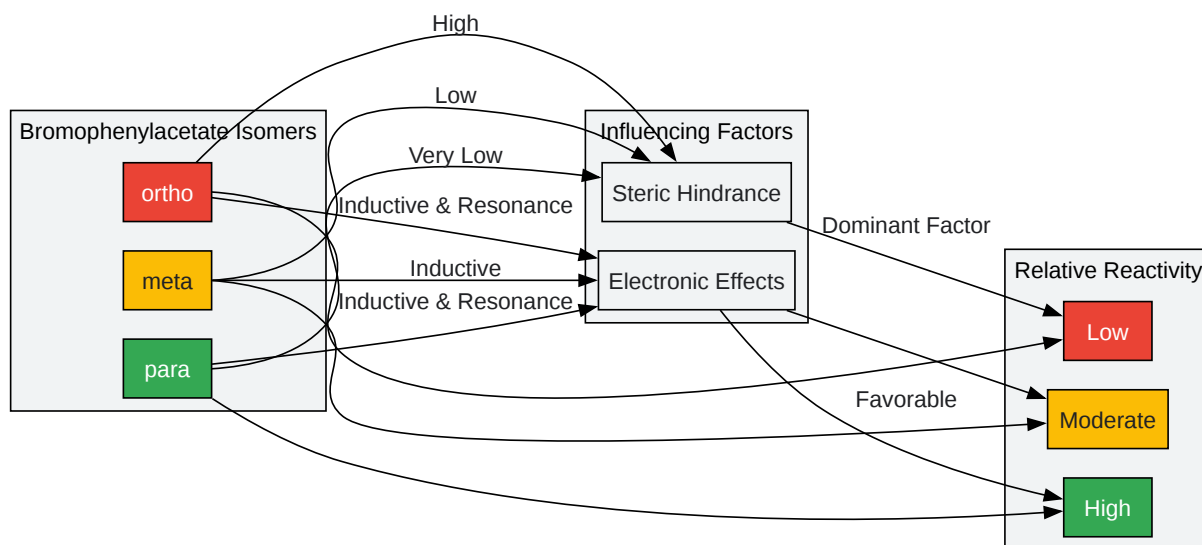 High
Low
Bromophenylacetate Isomers
Influencing Factors
Very Low
ortho
Steric Hindrance
Inductive & Resonance
Dominant Factor
meta
Inductive
Electronic Effects
Relative Reactivity
Inductive & Resonance
Low
para
Favorable
Moderate
High